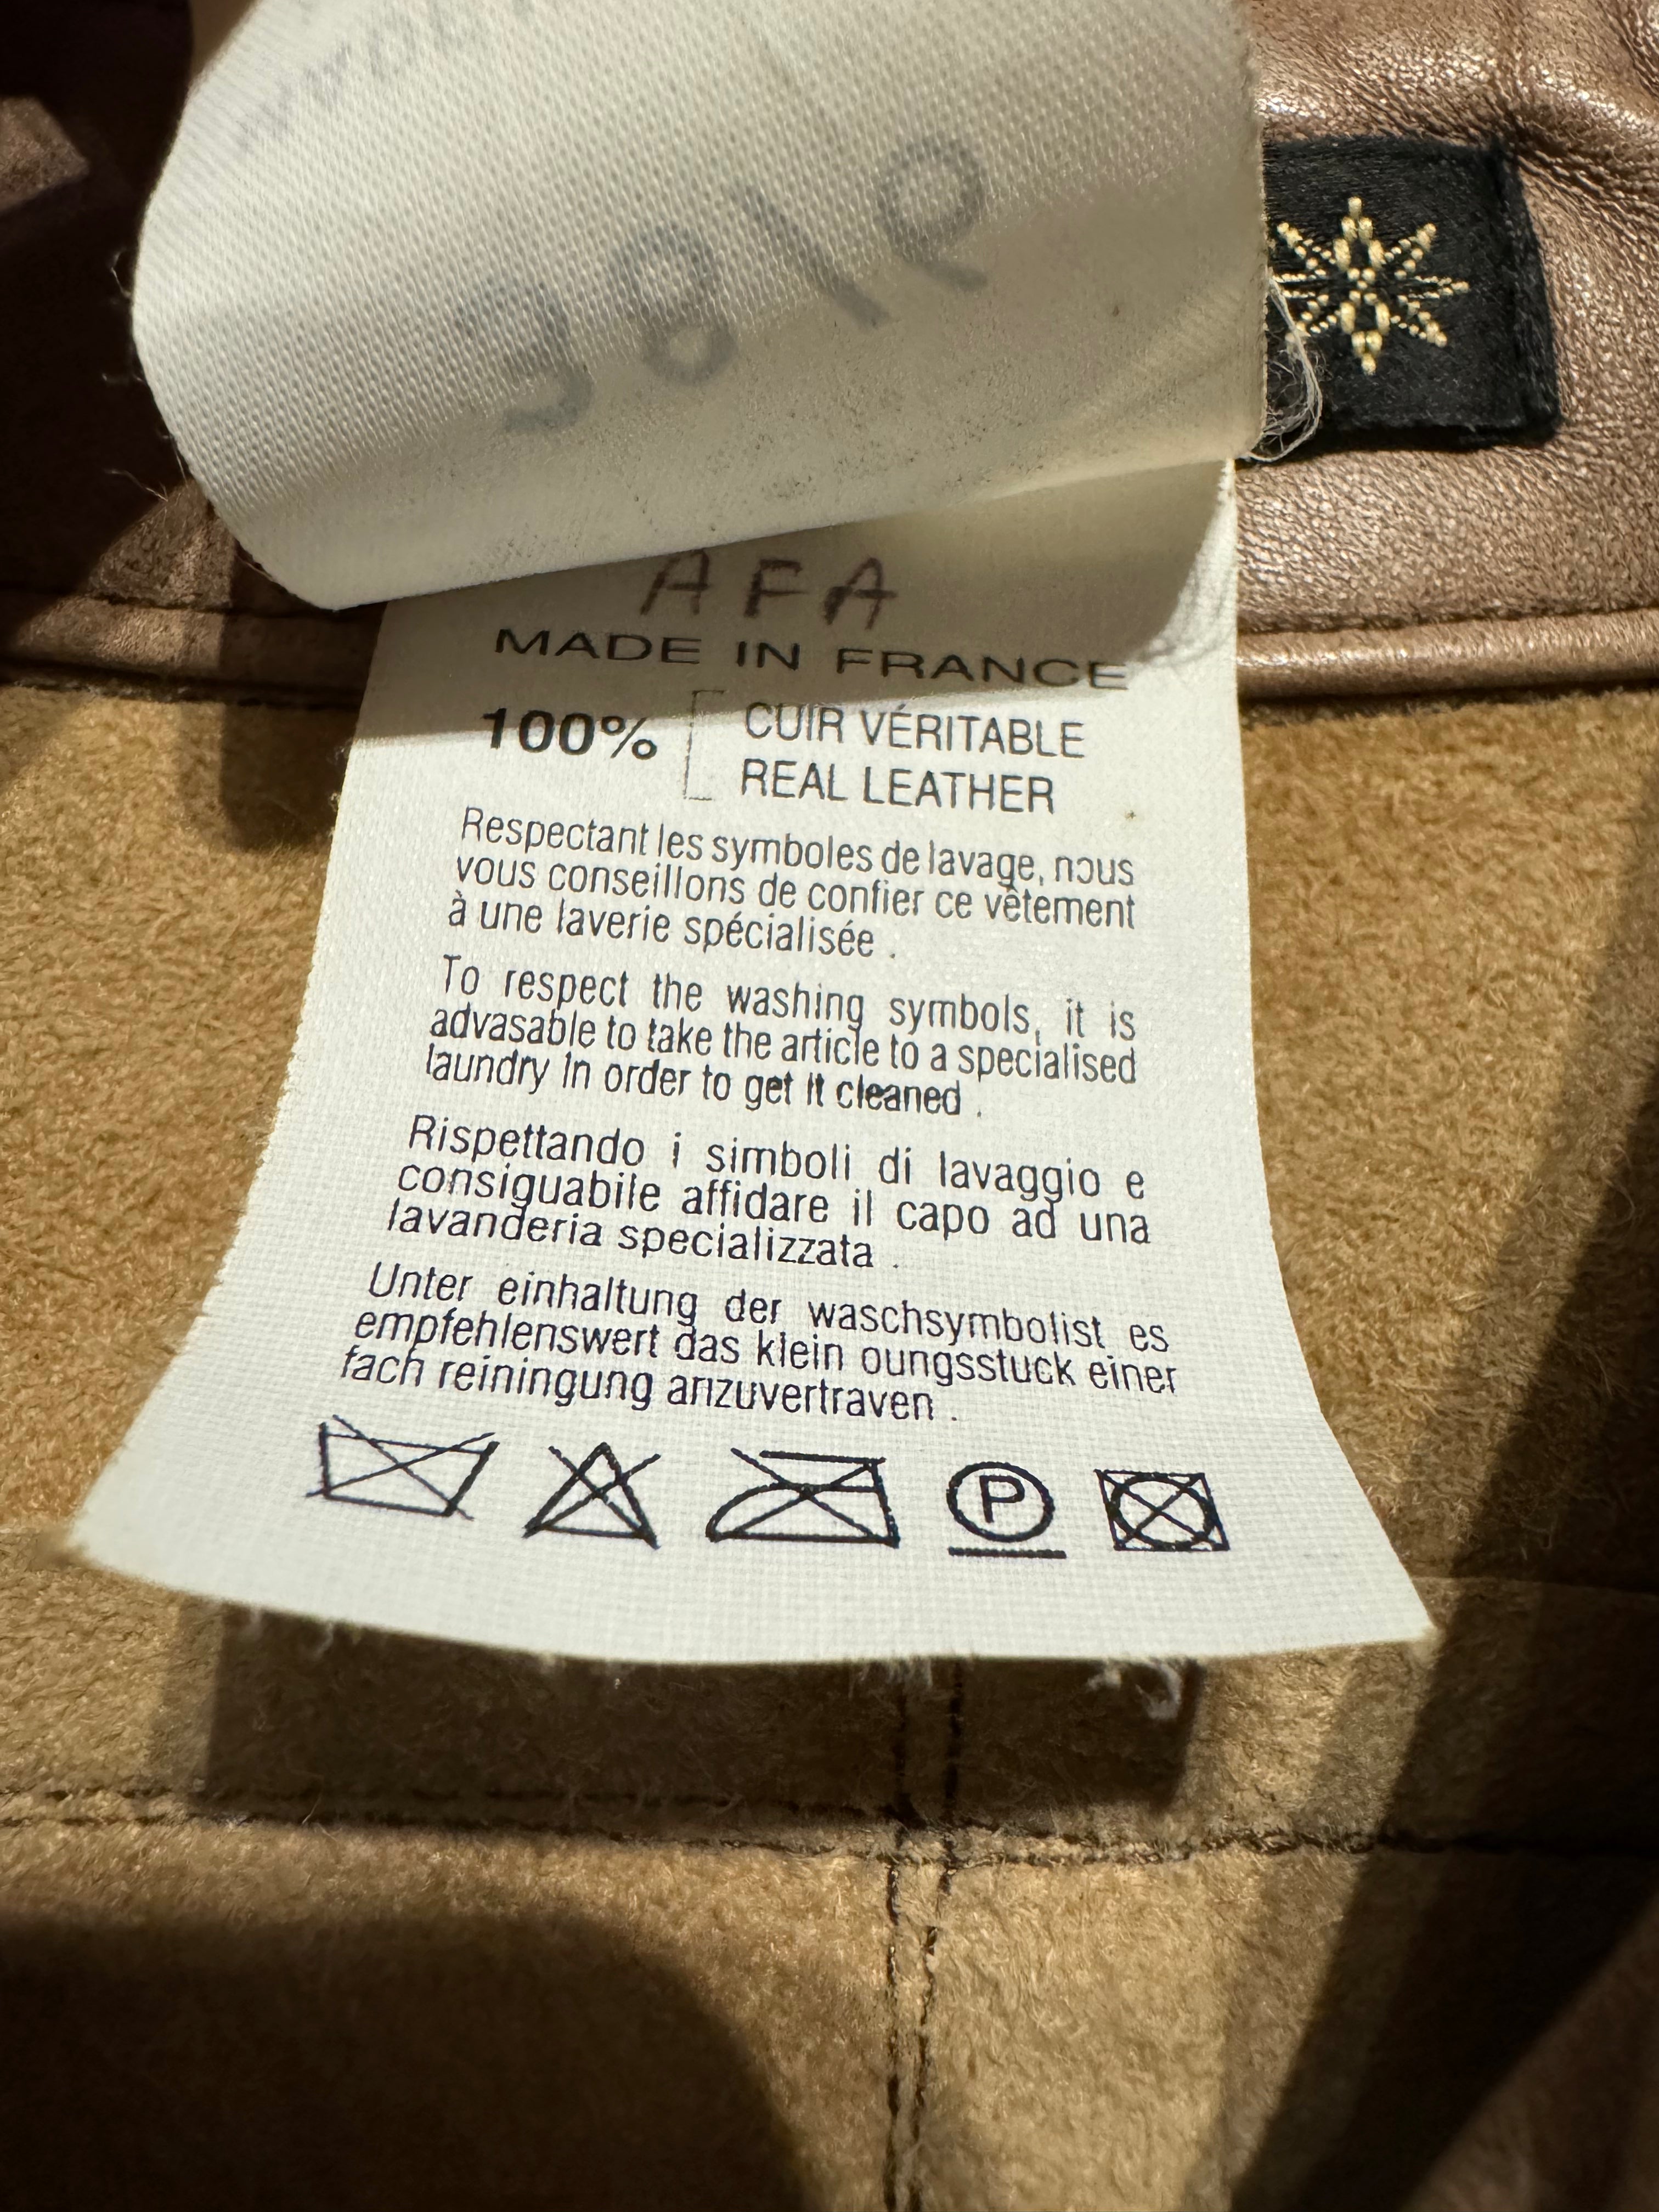 AFA
MADE IN FRANCE
100% CUIR VÉRITABLE
REAL LEATHER
Respectant les symboles de lavage, nous
vous conseillons de confier ce vêtement
à une laverie spécialisée .
To respect the washing symbols, it is
advasable to take the article to a specialised
laundry In order to get It cleaned .
Rispettando i simboli di lavaggio e
consiguabile affidare il capo ad una
lavanderia specializzata .
Unter einhaltung der waschsymbolist es
empfehlenswert das klein oungsstuck einer
fach reiningung anzuvertraven .
P